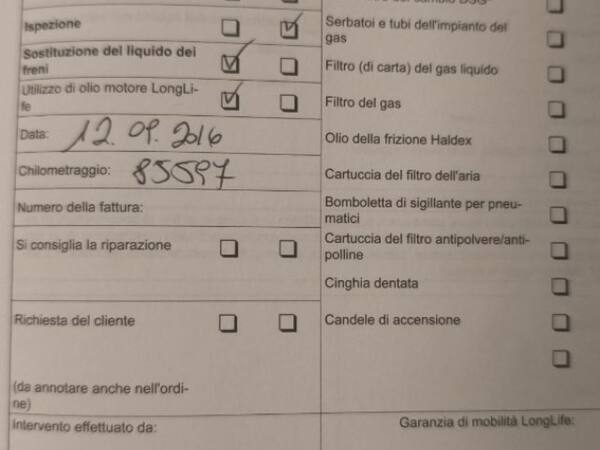 Ispezione
Sostituzione del liquido dei
freni
Utilizzo di olio motore LongLi-
fe
Data: 12.09.2016
Chilometraggio: 85597
Numero della fattura:
Si consiglia la riparazione
Richiesta del cliente
(da annotare anche nell'ordi-
ne)
Intervento effettuato da:
Serbatoi e tubi dell'impianto del
gas
Filtro (di carta) del gas liquido
Filtro del gas
Olio della frizione Haldex
Cartuccia del filtro dell'aria
Bomboletta di sigillante per pneu-
matici
Cartuccia del filtro antipolvere/anti-
polline
Cinghia dentata
Candele di accensione
Garanzia di mobilità LongLife: